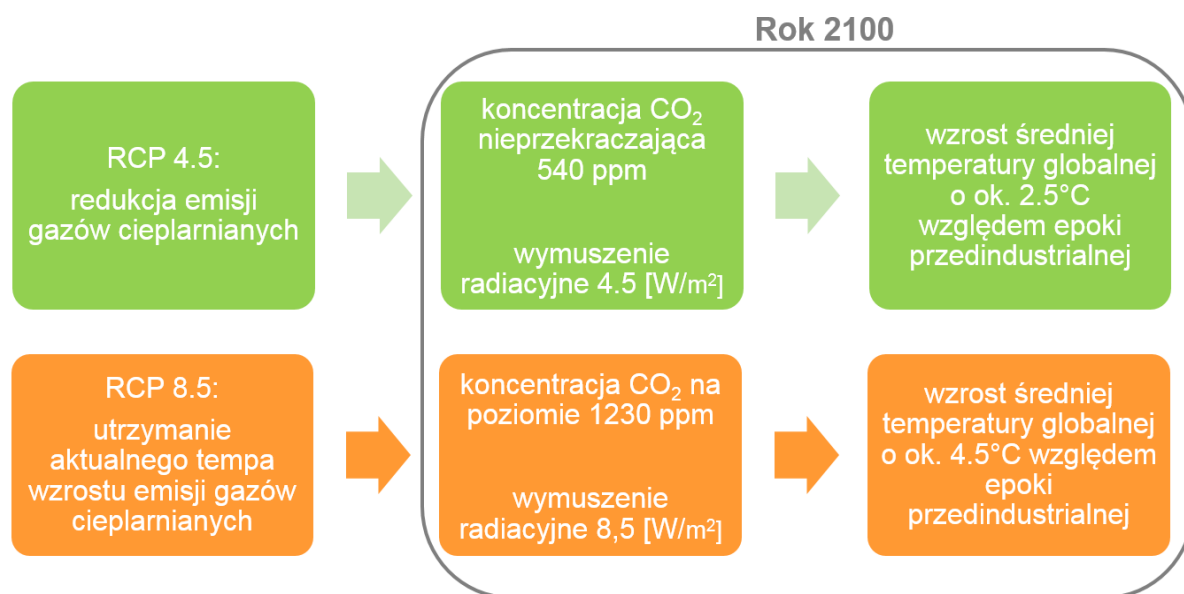 Rok 2100
RCP 4.5:
redukcja emisji
gazów cieplarnianych
koncentracja CO₂
nieprzekraczająca
540 ppm
wymuszenie
radiacyjne 4.5 [W/m²]
wzrost średniej
temperatury globalnej
o ok. 2.5°C
względem epoki
przedindustrialnej
RCP 8.5:
utrzymanie
aktualnego tempa
wzrostu emisji gazów
cieplarnianych
koncentracja CO₂ na
poziomie 1230 ppm
wymuszenie
radiacyjne 8,5 [W/m²]
wzrost średniej
temperatury globalnej
o ok. 4.5°C względem
epoki
przedindustrialnej